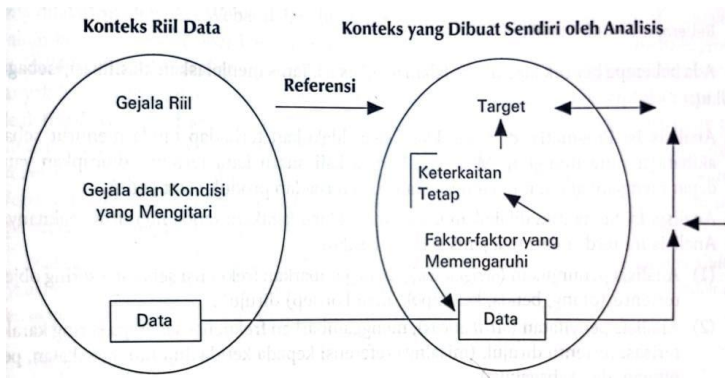 Konteks Riil Data
Konteks yang Dibuat Sendiri oleh Analisis
Gejala Riil
Referensi
Target
Gejala dan Kondisi
yang Mengitari
Keterkaitan
Tetap
Faktor-faktor yang
Memengaruhi
Data
Data